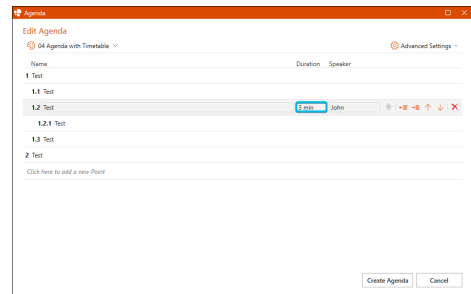 Agenda
Edit Agenda
04 Agenda with Timetable
Advanced Settings
Name Duration Speaker
1 Test
1.1 Test
1.2 Test 3 min John
1.2.1 Test
1.3 Test
2 Test
Click here to add a new Point
Create Agenda Cancel